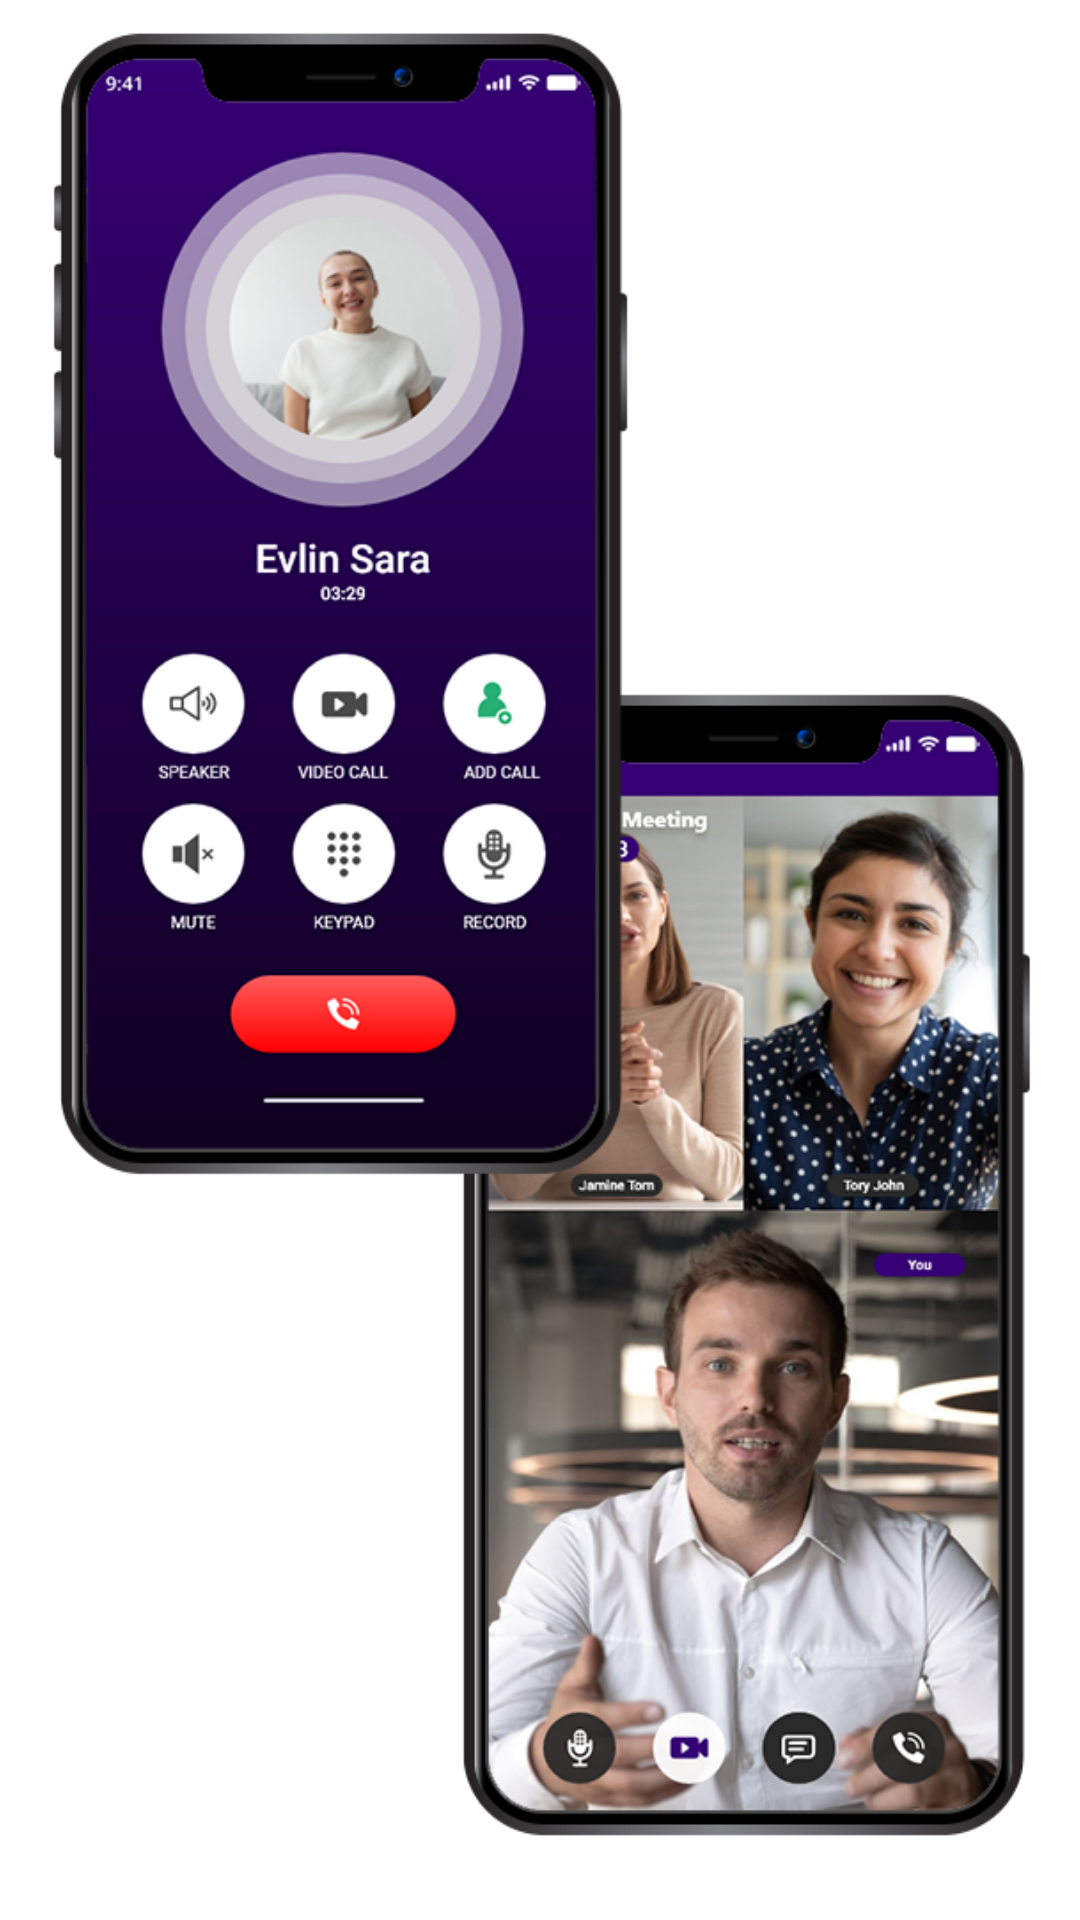 9:41
Evlin Sara
03:29
SPEAKER
VIDEO CALL
ADD CALL
MUTE
KEYPAD
RECORD
Meeting
3
Jamine Tom
Tory John
You